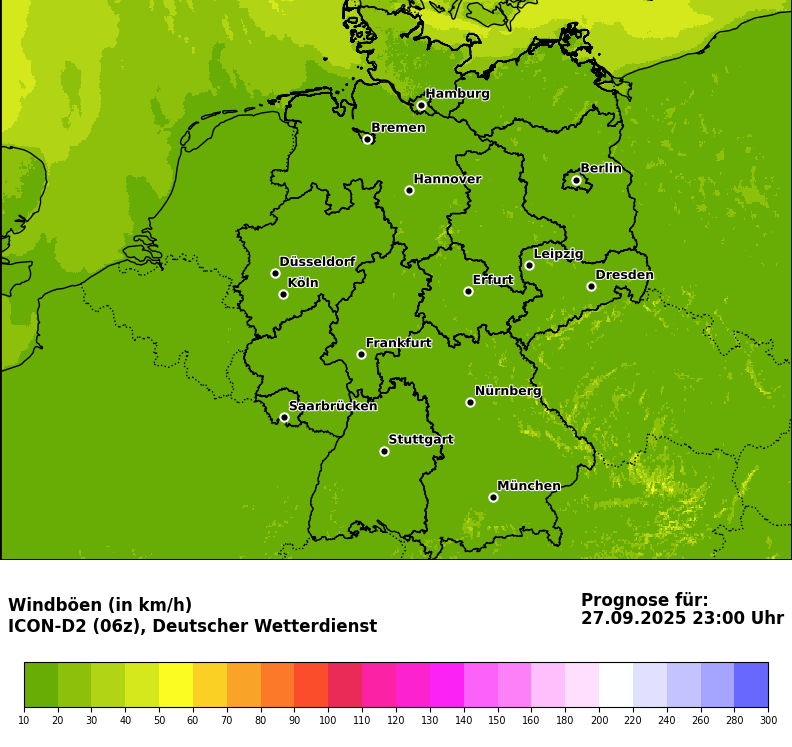 Hamburg
Bremen
Berlin
Hannover
Leipzig
Düsseldorf
Dresden
Köln
Erfurt
Frankfurt
Nürnberg
Saarbrücken
Stuttgart
München
Windböen (in km/h)
ICON-D2 (06z), Deutscher Wetterdienst
Prognose für:
27.09.2025 23:00 Uhr
10 20 30 40 50 60 70 80 90 100 110 120 130 140 150 160 180 200 220 240 260 280 300